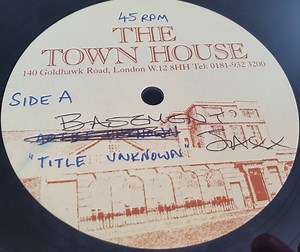 45 RPM
THE
TOWN HOUSE
140 Goldhawk Road, London W.12 8HH Tel: 0181-932 3200
SIDE A
BASEMENT
JAXX
"TITLE UNKNOWN"